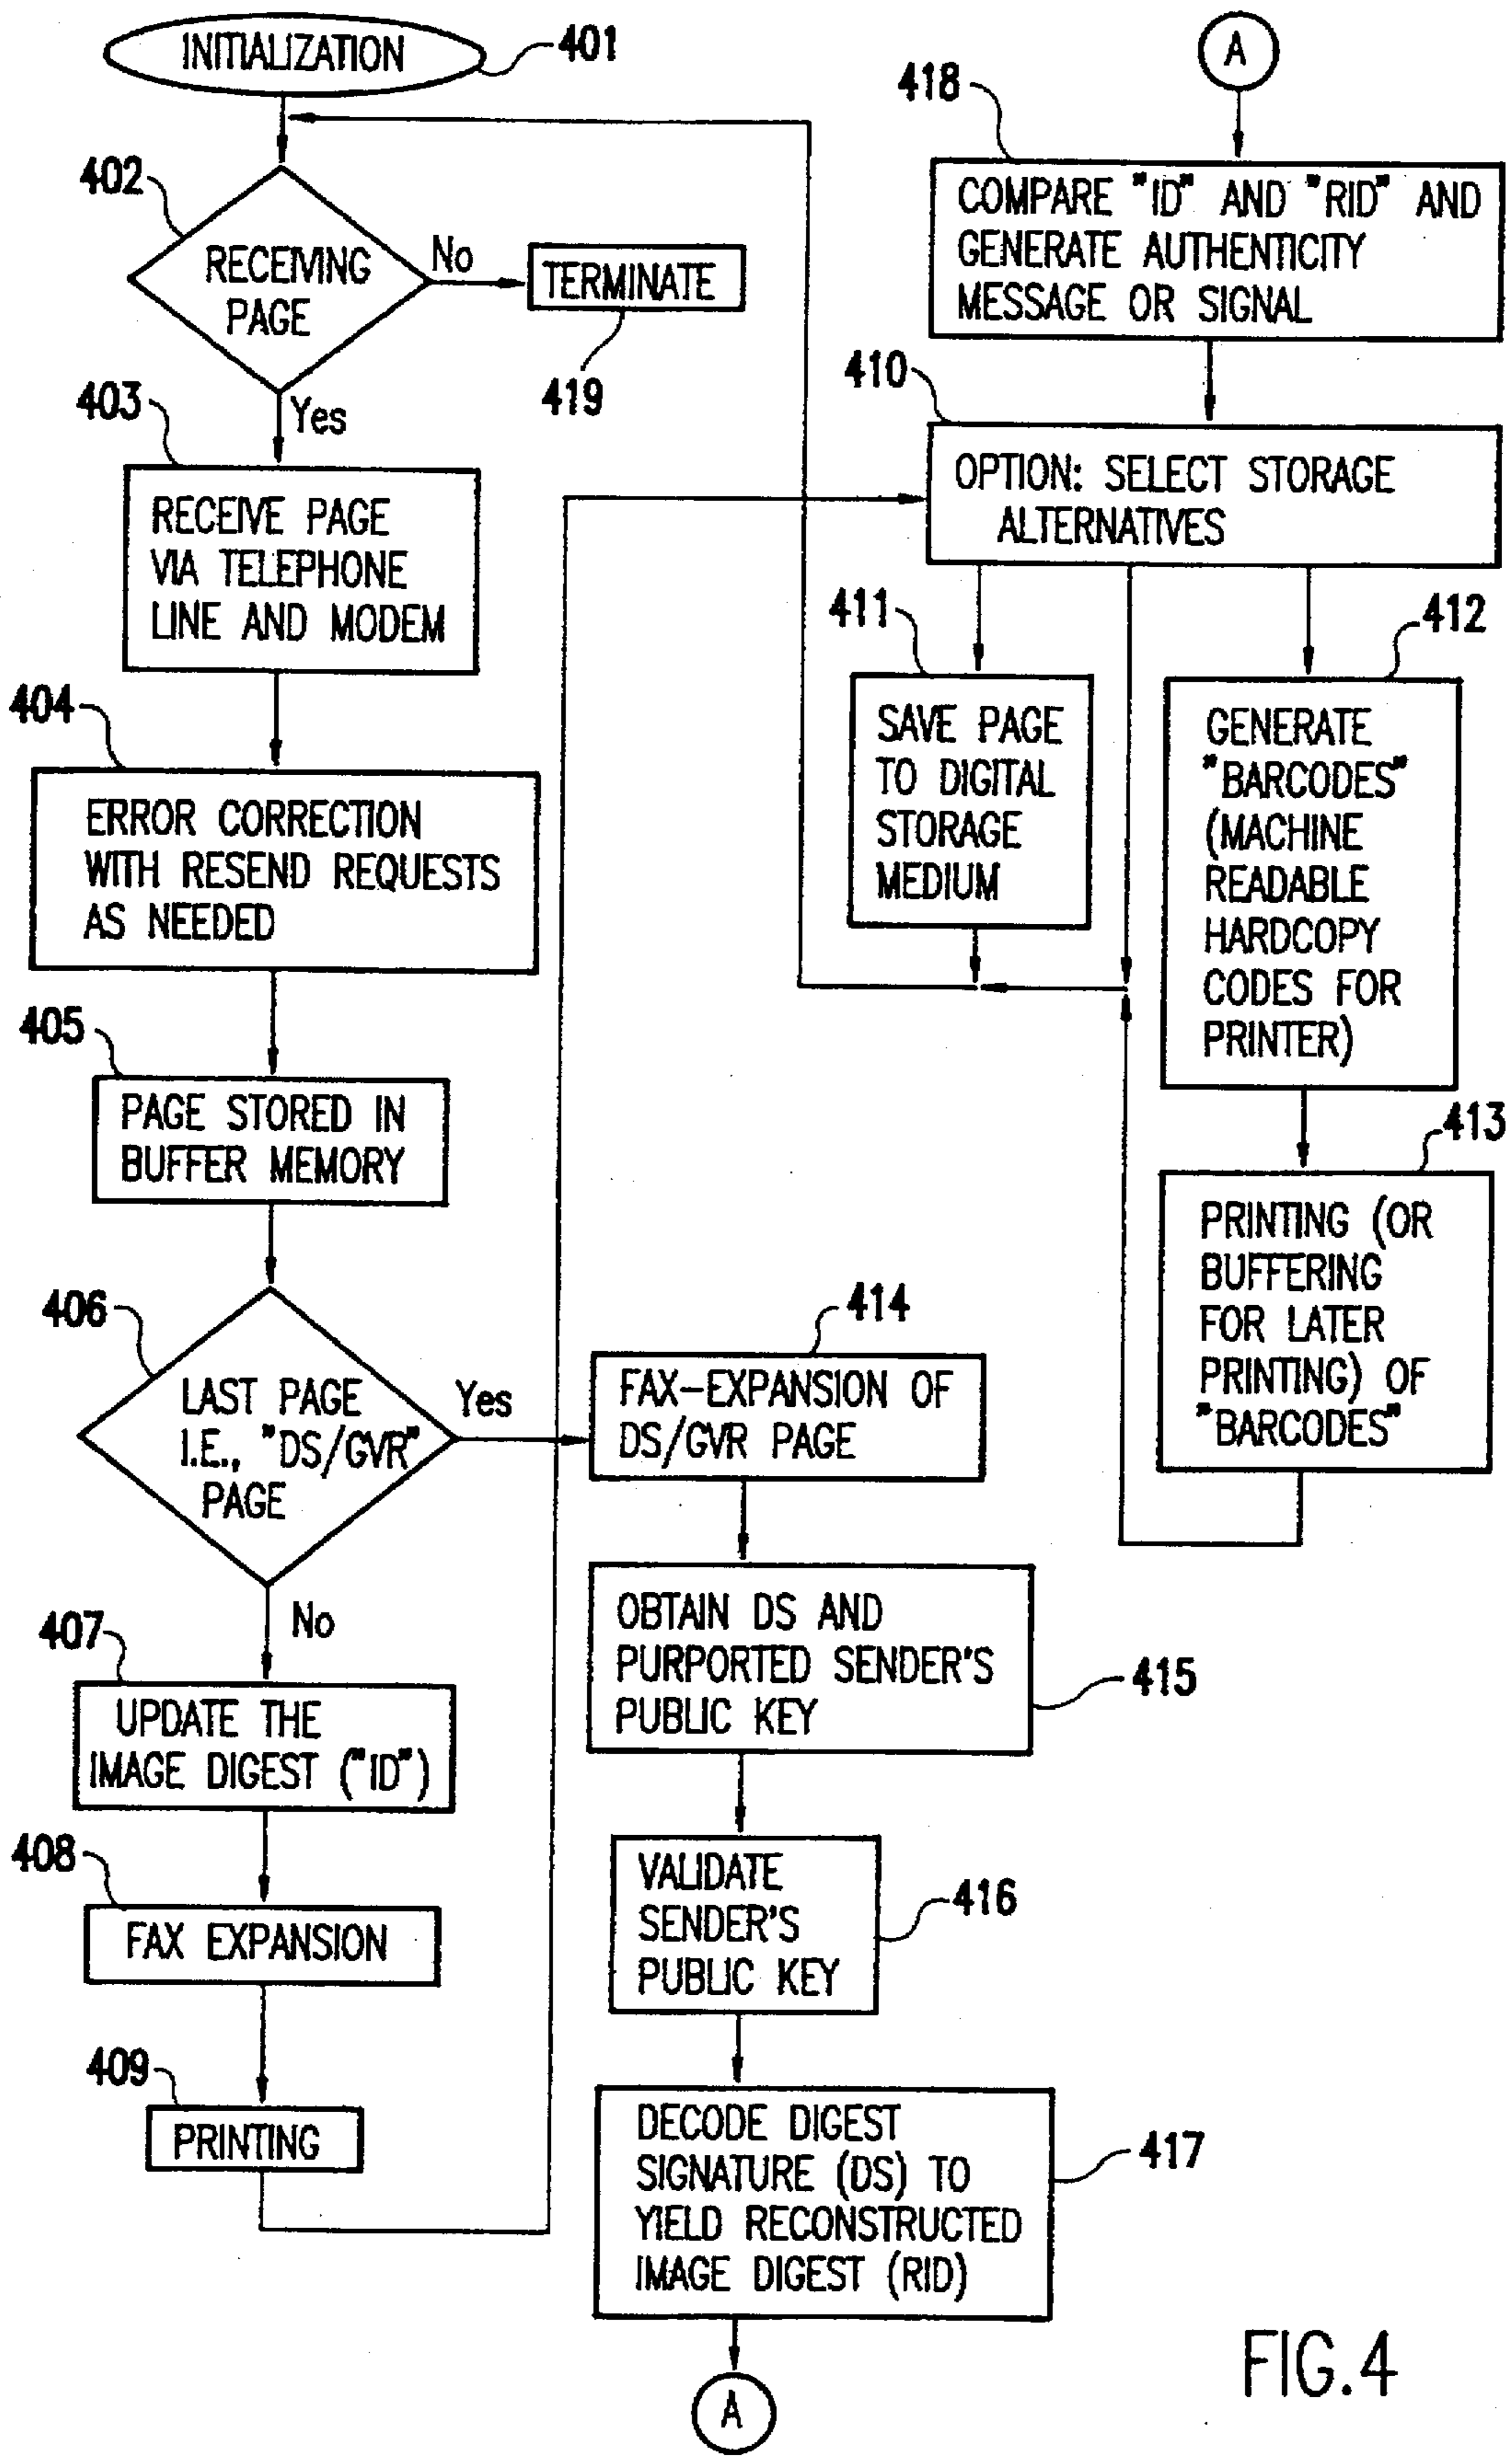 INITIALIZATION
401
402
RECEIVING
PAGE
No
TERMINATE
419
Yes
403
RECEIVE PAGE
VIA TELEPHONE
LINE AND MODEM
404
ERROR CORRECTION
WITH RESEND REQUESTS
AS NEEDED
405
PAGE STORED IN
BUFFER MEMORY
406
LAST PAGE
I.E., "DS/GVR"
PAGE
Yes
No
407
UPDATE THE
IMAGE DIGEST ("ID")
408
FAX EXPANSION
409
PRINTING
414
FAX-EXPANSION OF
DS/GVR PAGE
OBTAIN DS AND
PURPORTED SENDER'S
PUBLIC KEY
415
VALIDATE
SENDER'S
PUBLIC KEY
416
DECODE DIGEST
SIGNATURE (DS) TO
YIELD RECONSTRUCTED
IMAGE DIGEST (RID)
417
A
A
418
COMPARE "ID" AND "RID" AND
GENERATE AUTHENTICITY
MESSAGE OR SIGNAL
410
OPTION: SELECT STORAGE
ALTERNATIVES
411
SAVE PAGE
TO DIGITAL
STORAGE
MEDIUM
412
GENERATE
"BARCODES"
(MACHINE
READABLE
HARDCOPY
CODES FOR
PRINTER)
413
PRINTING (OR
BUFFERING
FOR LATER
PRINTING) OF
"BARCODES"
FIG.4